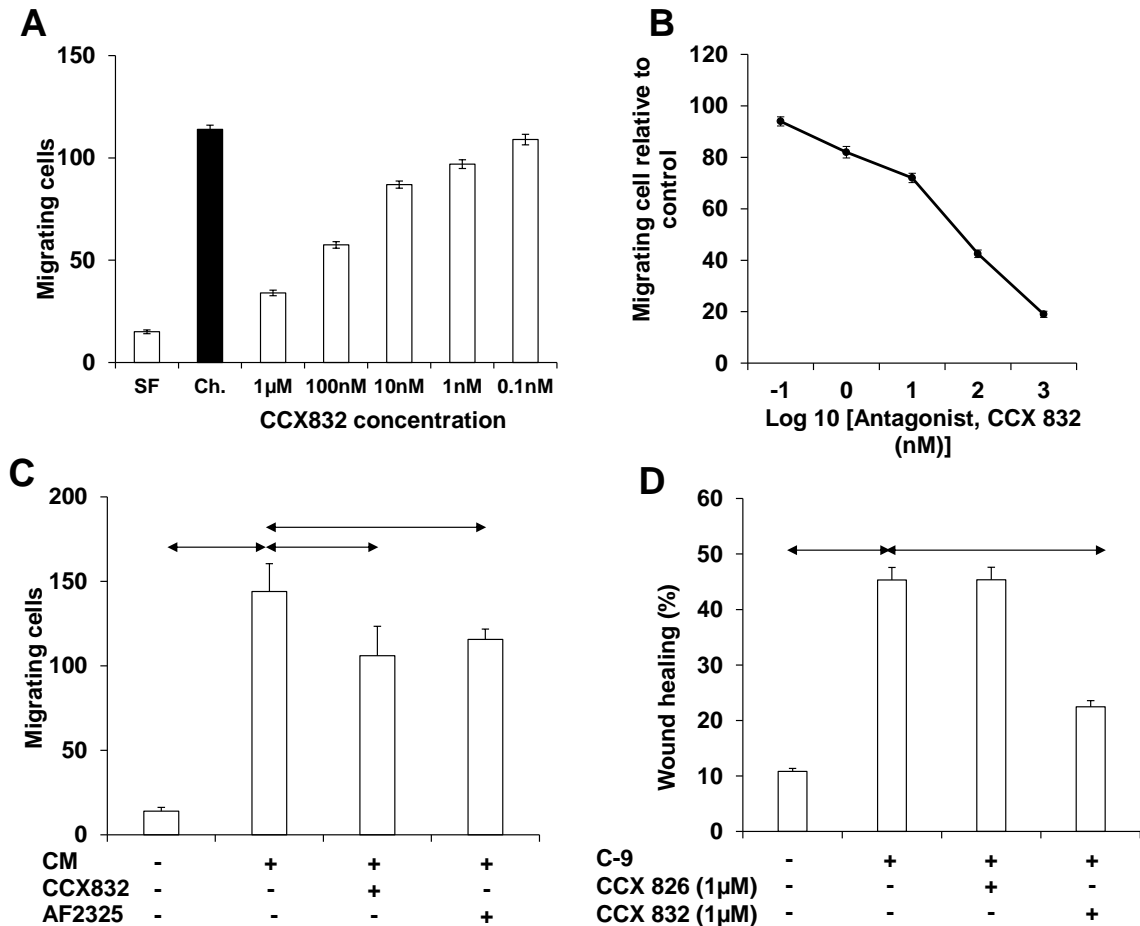 A
150
100
50
0
Migrating cells
SF Ch. 1µM 100nM 10nM 1nM 0.1nM
CCX832 concentration
B
120
100
80
60
40
20
0
Migrating cell relative to
control
-1 0 1 2 3
Log 10 [Antagonist, CCX 832
(nM)]
C
200
150
100
50
0
Migrating cells
CM - + + +
CCX832 - - + -
AF2325 - - - +
D
60
50
40
30
20
10
0
Wound healing (%)
C-9 - + + +
CCX 826 (1µM) - - + -
CCX 832 (1µM) - - - +